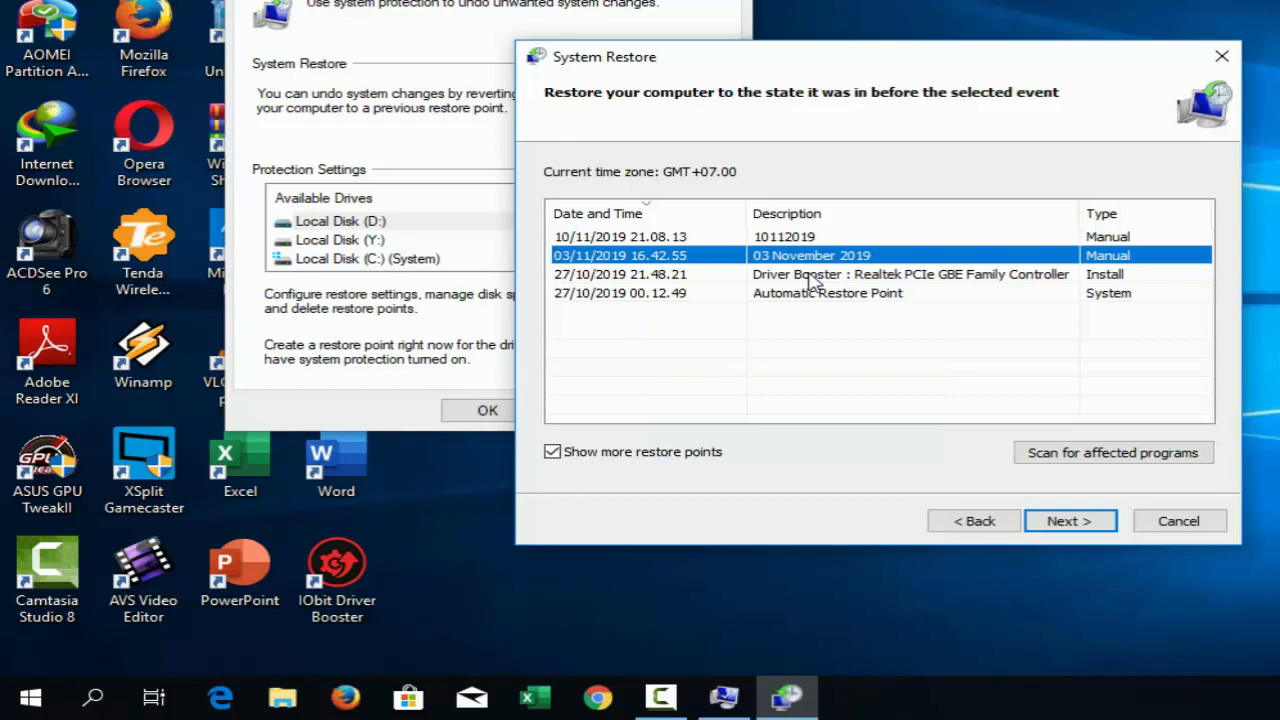 Use system protection to undo unwanted system changes.
System Restore
You can undo system changes by reverting
your computer to a previous restore point.
Protection Settings
Available Drives
Local Disk (D:)
Local Disk (Y:)
Local Disk (C:) (System)
Configure restore settings, manage disk
and delete restore points.
Create a restore point right now for the
have system protection turned on.
OK
System Restore
Restore your computer to the state it was in before the selected event
Current time zone: GMT+07.00
Date and Time Description Type
10/11/2019 21.08.13 10112019 Manual
03/11/2019 16.42.55 03 November 2019 Manual
27/10/2019 21.48.21 Driver Booster : Realtek PCIe GBE Family Controller Install
27/10/2019 00.12.49 Automatic Restore Point System
Show more restore points
Scan for affected programs
< Back
Next >
Cancel
AOMEI
Partition A...
Mozilla
Firefox
Internet
Downlo...
Opera
Browser
ACDSee Pro
6
Te
Tenda
Wirele...
Adobe
Reader XI
Winamp
GPU
ASUS GPU
TweakII
XSplit
Gamecaster
X
Excel
W
Word
C
Camtasia
Studio 8
AVS Video
Editor
P
PowerPoint
IObit Driver
Booster